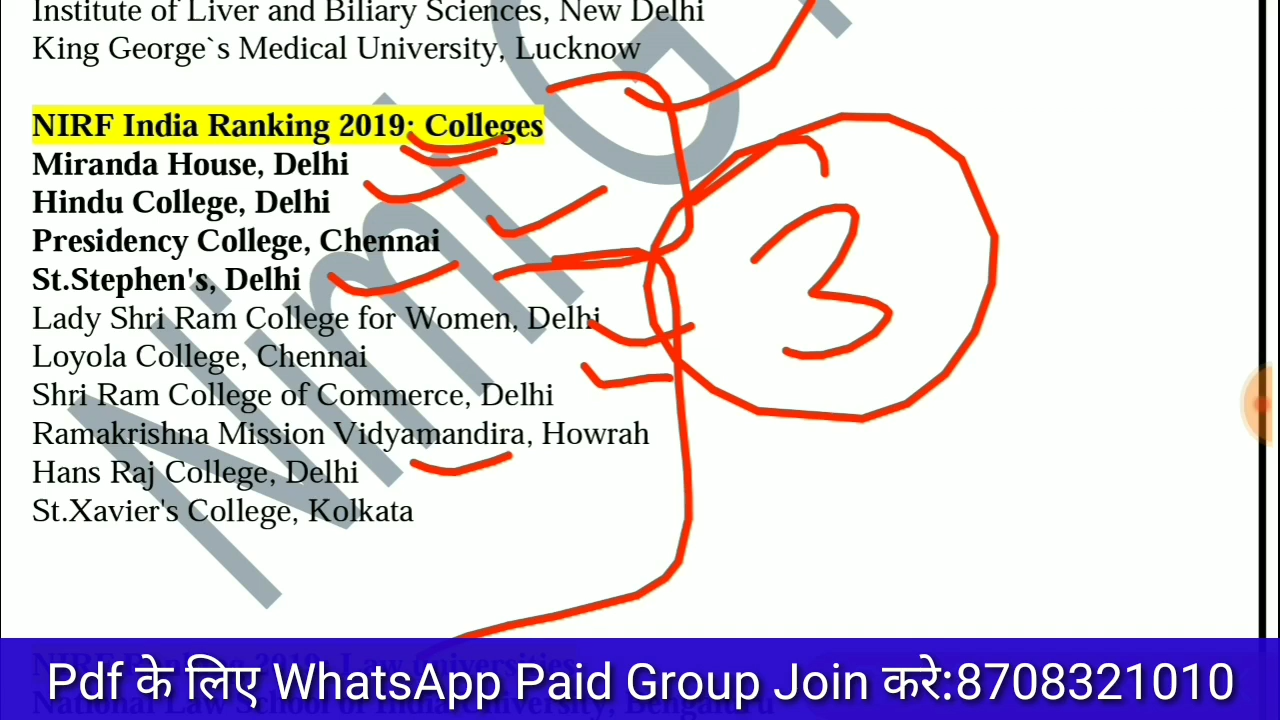 Institute of Liver and Biliary Sciences, New Delhi
King George`s Medical University, Lucknow
NIRF India Ranking 2019: Colleges
Miranda House, Delhi
Hindu College, Delhi
Presidency College, Chennai
St.Stephen's, Delhi
Lady Shri Ram College for Women, Delhi
Loyola College, Chennai
Shri Ram College of Commerce, Delhi
Ramakrishna Mission Vidyamandira, Howrah
Hans Raj College, Delhi
St.Xavier's College, Kolkata
3
Pdf के लिए WhatsApp Paid Group Join करे:8708321010